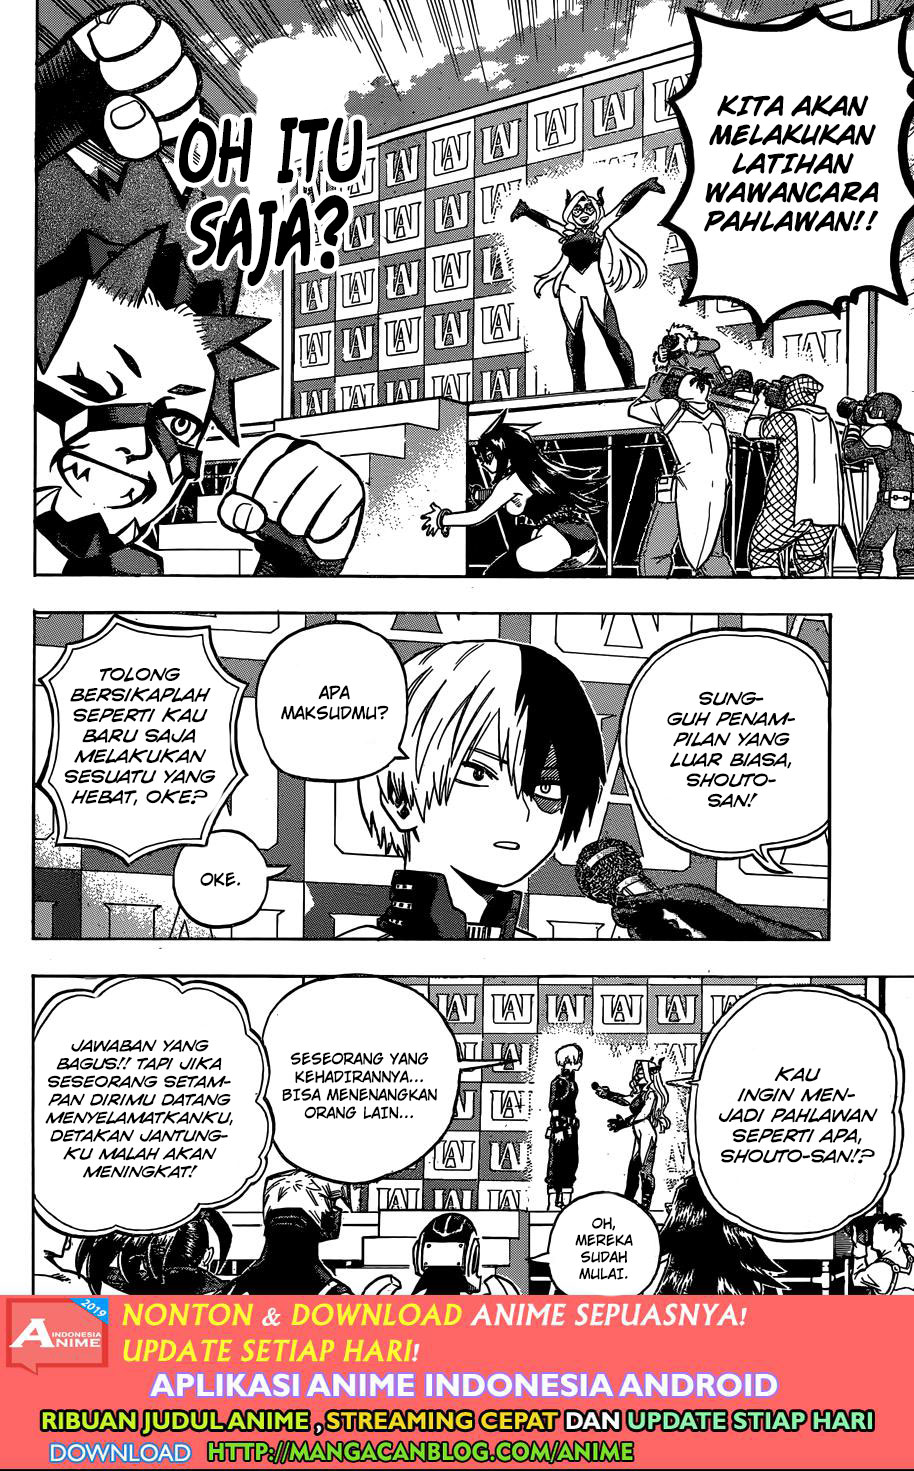 KITA AKAN
MELAKUKAN
LATIHAN
WAWANCARA
PAHLAWAN!!
OH ITU
SAJA?
SUNG-
GUH PENAM-
PILAN YANG
LUAR BIASA,
SHOUTO-
SAN!
APA
MAKSUDMU?
TOLONG
BERSIKAPLAH
SEPERTI KAU
BARU SAJA
MELAKUKAN
SESUATU YANG
HEBAT, OKE?
OKE.
KAU
INGIN MEN-
JADI PAHLAWAN
SEPERTI APA,
SHOUTO-SAN!?
SESEORANG YANG
KEHADIRANNYA...
BISA MENENANGKAN
ORANG LAIN...
JAWABAN YANG
BAGUS!! TAPI JIKA
SESEORANG SETAM-
PAN DIRIMU DATANG
MENYELAMATKANKU,
DETAKAN JANTUNG-
KU MALAH AKAN
MENINGKAT!
OH,
MEREKA
SUDAH
MULAI.
2019
INDONESIA
ANIME
NONTON & DOWNLOAD ANIME SEPUASNYA!
UPDATE SETIAP HARI!
APLIKASI ANIME INDONESIA ANDROID
RIBUAN JUDUL ANIME , STREAMING CEPAT DAN UPDATE STIAP HARI
DOWNLOAD HTTP://MANGACANBLOG.COM/ANIME